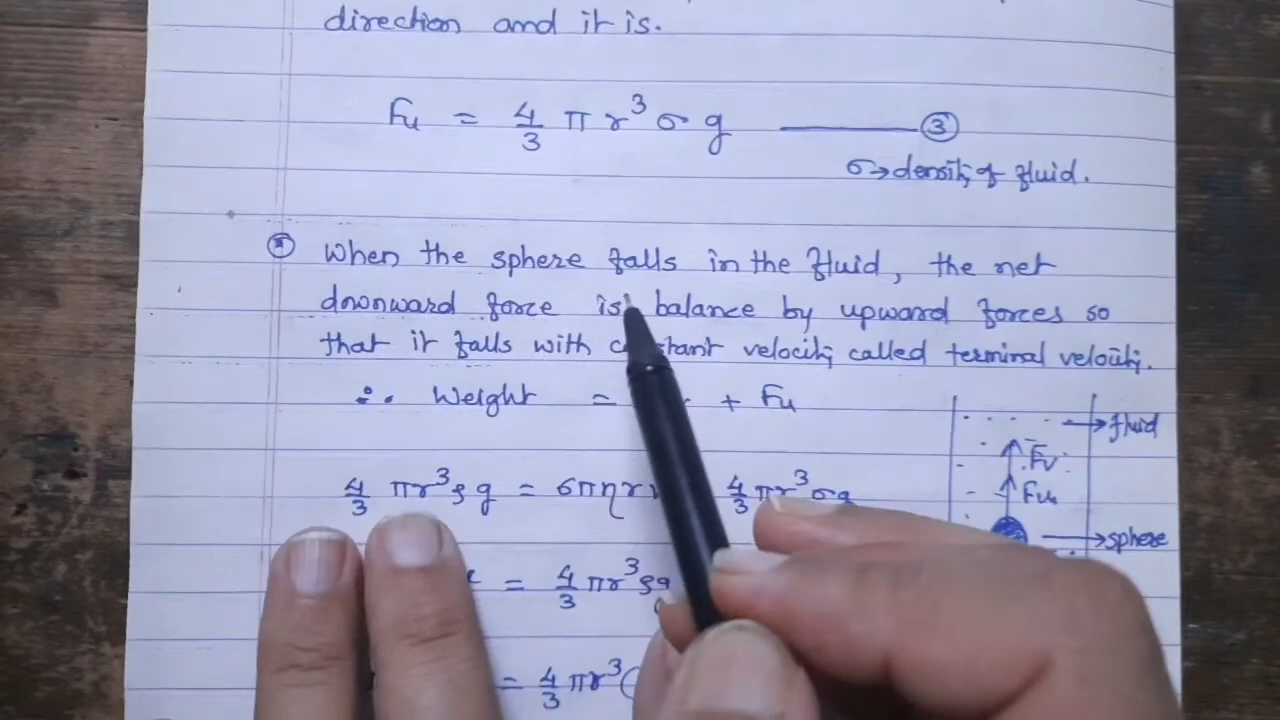 direction and it is.
Fu = 4/3 π r³ σ g ——— ③
σ → density of fluid.
When the sphere falls in the fluid, the net
downward force is balance by upward forces so
that it falls with constant velocity called terminal velocity.
∴ Weight = + Fu
4/3 πr³ρg = 6πηrv 4/3 πr³σg
= 4/3 πr³ρg
= 4/3 πr³(
fluid
Fv
Fu
sphere